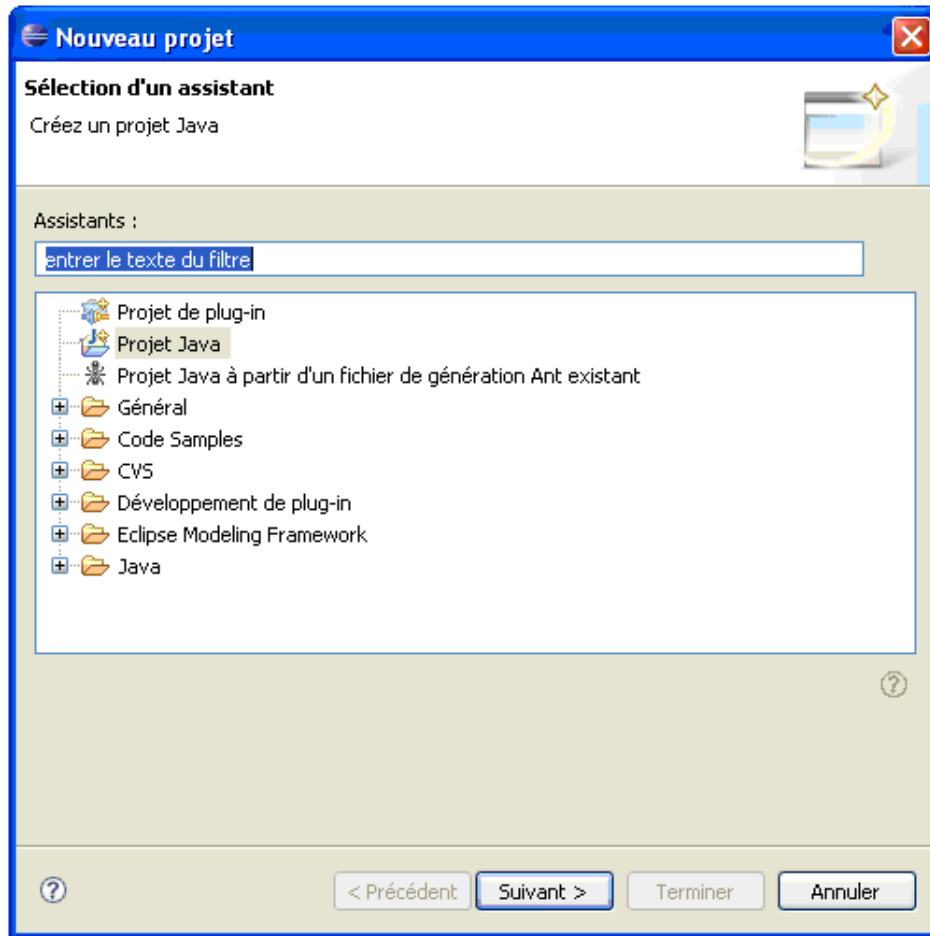 Nouveau projet
Sélection d'un assistant
Créez un projet Java
Assistants :
entrer le texte du filtre
Projet de plug-in
Projet Java
Projet Java à partir d'un fichier de génération Ant existant
Général
Code Samples
CVS
Développement de plug-in
Eclipse Modeling Framework
Java
< Précédent Suivant > Terminer Annuler